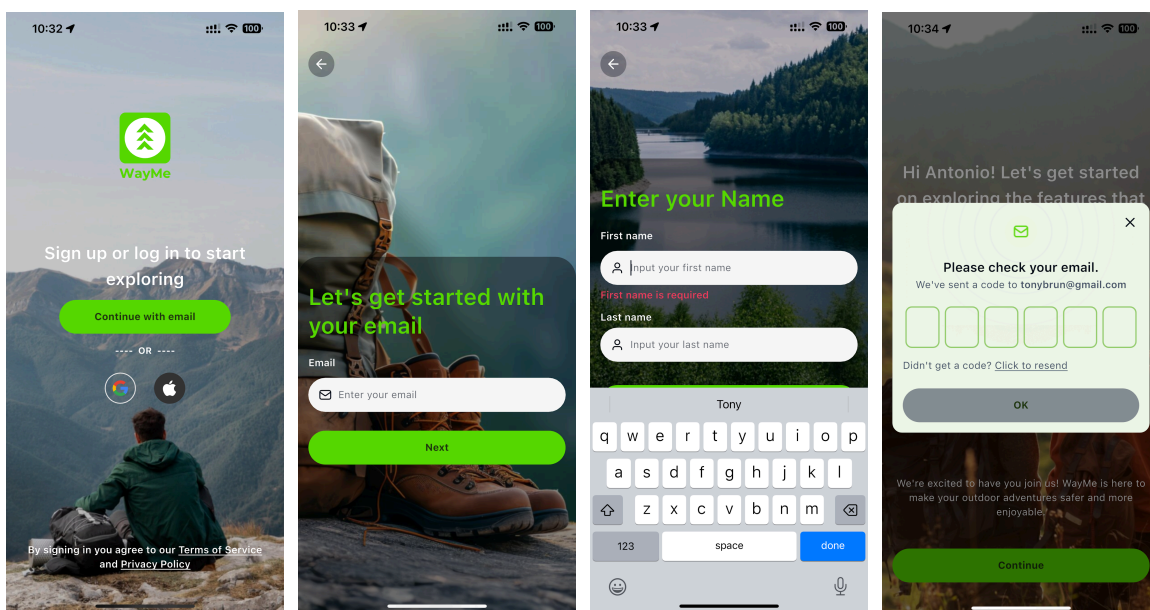 10:32
100
WayMe
Sign up or log in to start
exploring
Continue with email
---- OR ----
By signing in you agree to our Terms of Service
and Privacy Policy
10:33
100
Let's get started with
your email
Email
Enter your email
Next
10:33
100
Enter your Name
First name
Input your first name
First name is required
Last name
Input your last name
Tony
q w e r t y u i o p
a s d f g h j k l
z x c v b n m
123 space done
10:34
100
Hi Antonio! Let's get started
on exploring the features that
Please check your email.
We've sent a code to tonybrun@gmail.com
Didn't get a code? Click to resend
OK
We're excited to have you join us! WayMe is here to
make your outdoor adventures safer and more
enjoyable.
Continue